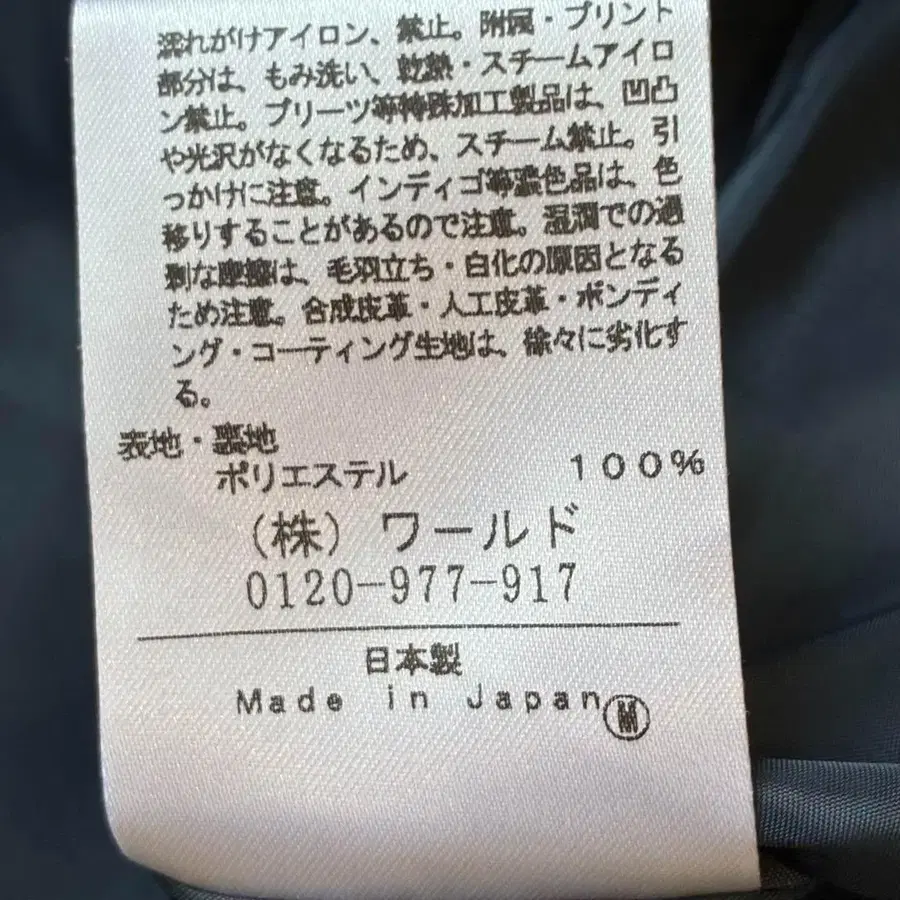 濡れがけアイロン、禁止。附属・プリント
部分は、もみ洗い、乾熱・スチームアイロ
ン禁止。プリーツ等特殊加工製品は、凹凸
や光沢がなくなるため、スチーム禁止。引
っかけに注意。インディゴ等濃色品は、色
移りすることがあるので注意。湿潤での過
剰な摩擦は、毛羽立ち・白化の原因となる
ため注意。合成皮革・人工皮革・ボンディ
ング・コーティング生地は、徐々に劣化す
る。
表地・裏地
ポリエステル 100%
(株) ワールド
0120-977-917
日本製
Made in Japan M